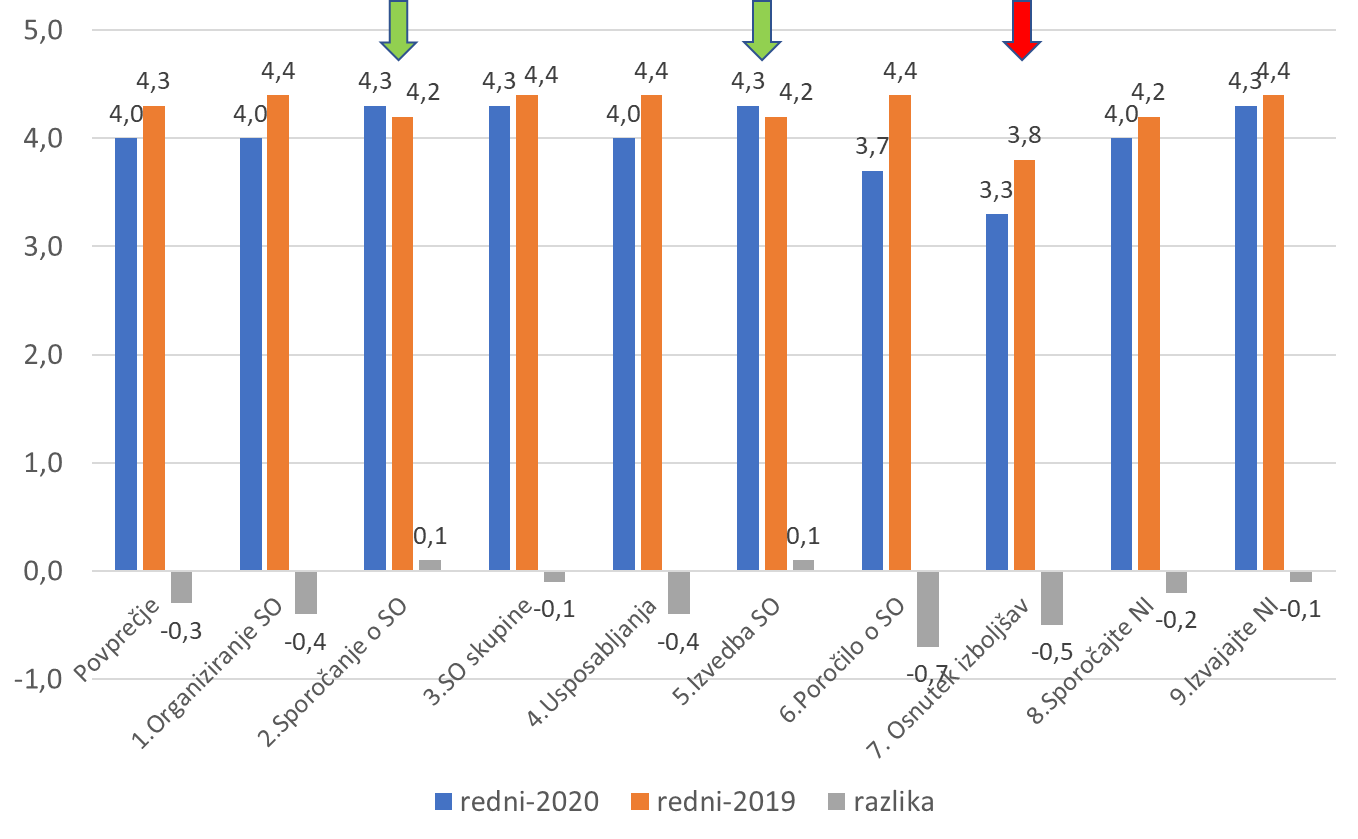 5,0
4,0
3,0
2,0
1,0
0,0
-1,0
4,0 4,3 -0,3
4,0 4,4 -0,4
4,3 4,2 0,1
4,3 4,4 -0,1
4,0 4,4 -0,4
4,3 4,2 0,1
3,7 4,4 -0,7
3,3 3,8 -0,5
4,0 4,2 -0,2
4,3 4,4 -0,1
Povprečje
1.Organiziranje SO
2.Sporočanje o SO
3.SO skupine
4.Usposabljanja
5.Izvedba SO
6.Poročilo o SO
7. Osnutek izboljšav
8.Sporočajte NI
9.Izvajajte NI
redni-2020 redni-2019 razlika